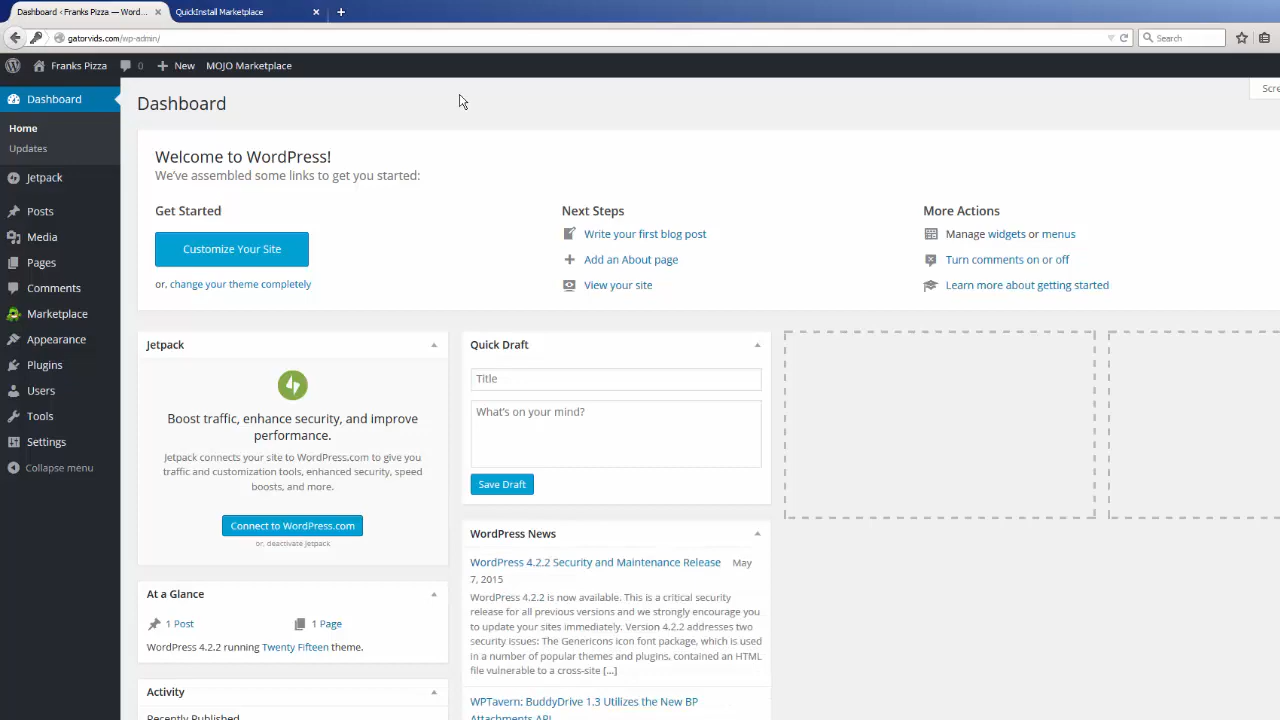 Dashboard < Franks Pizza — Word...
QuickInstall Marketplace
gatorvids.com/wp-admin/
Search
Franks Pizza
0
New
MOJO Marketplace
Dashboard
Home
Updates
Jetpack
Posts
Media
Pages
Comments
Marketplace
Appearance
Plugins
Users
Tools
Settings
Collapse menu
Dashboard
Welcome to WordPress!
We've assembled some links to get you started:
Get Started
Customize Your Site
or, change your theme completely
Next Steps
Write your first blog post
Add an About page
View your site
More Actions
Manage widgets or menus
Turn comments on or off
Learn more about getting started
Jetpack
Boost traffic, enhance security, and improve
performance.
Jetpack connects your site to WordPress.com to give you
traffic and customization tools, enhanced security, speed
boosts, and more.
Connect to WordPress.com
or, deactivate Jetpack
At a Glance
1 Post
1 Page
WordPress 4.2.2 running Twenty Fifteen theme.
Activity
Recently Published
Quick Draft
Title
What's on your mind?
Save Draft
WordPress News
WordPress 4.2.2 Security and Maintenance Release May
7, 2015
WordPress 4.2.2 is now available. This is a critical security
release for all previous versions and we strongly encourage you
to update your sites immediately. Version 4.2.2 addresses two
security issues: The Genericons icon font package, which is used
in a number of popular themes and plugins, contained an HTML
file vulnerable to a cross-site [...]
WPTavern: BuddyDrive 1.3 Utilizes the New BP
Attachments API